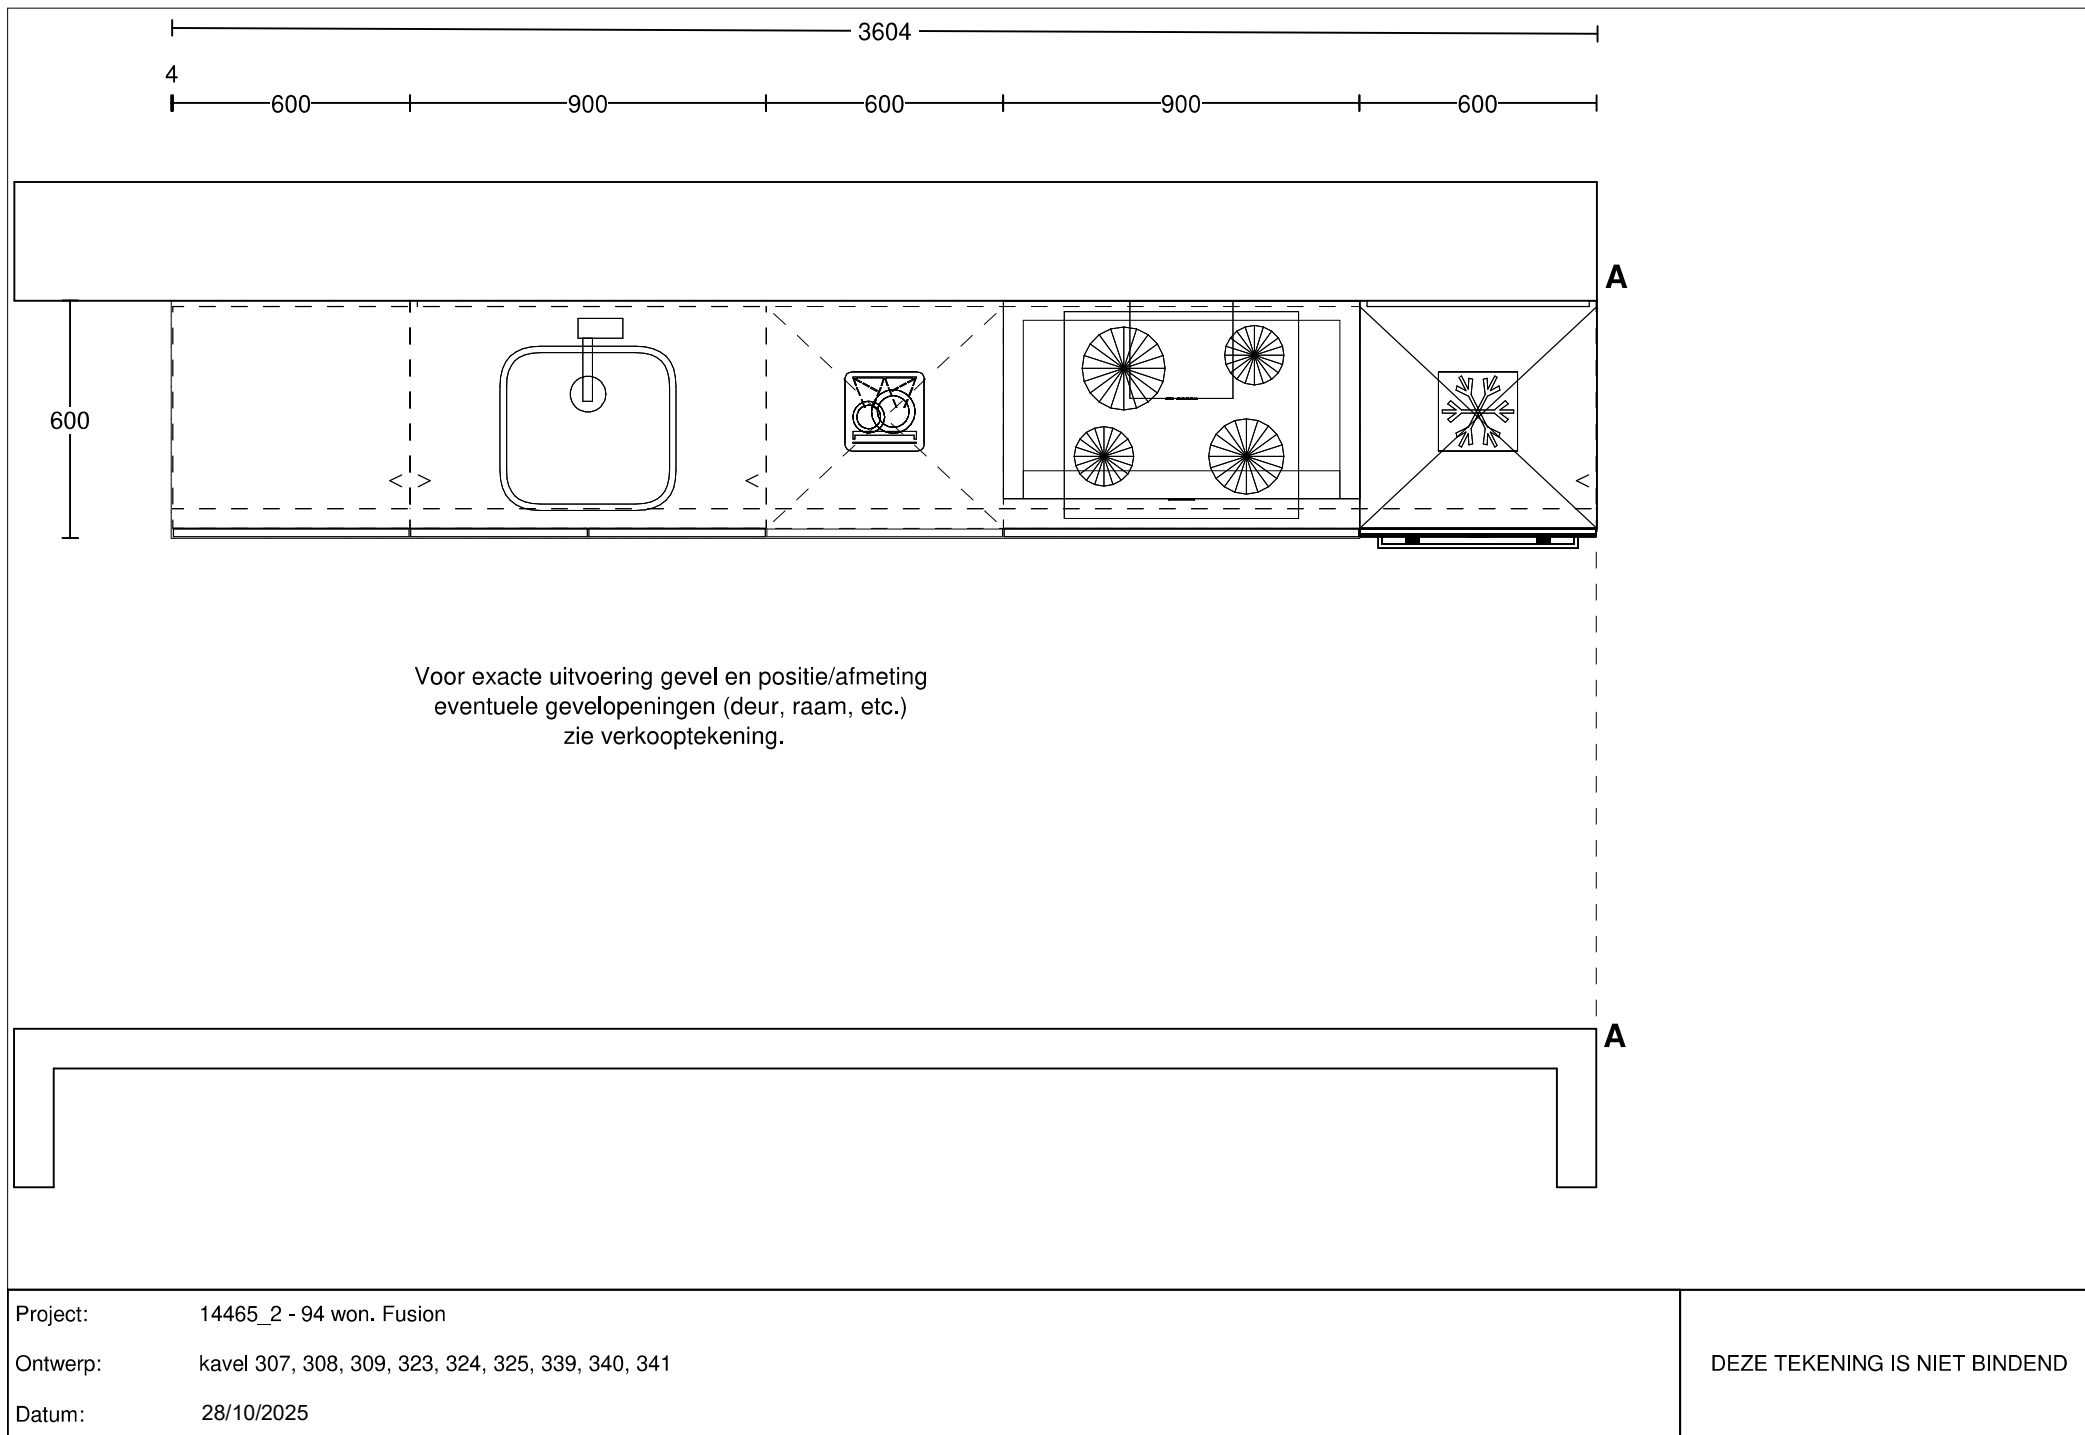 3604
4
600 900 600 900 600
A
600
Voor exacte uitvoering gevel en positie/afmeting
eventuele gevelopeningen (deur, raam, etc.)
zie verkooptekening.
A
Project: 14465_2 - 94 won. Fusion
Ontwerp: kavel 307, 308, 309, 323, 324, 325, 339, 340, 341
DEZE TEKENING IS NIET BINDEND
Datum: 28/10/2025